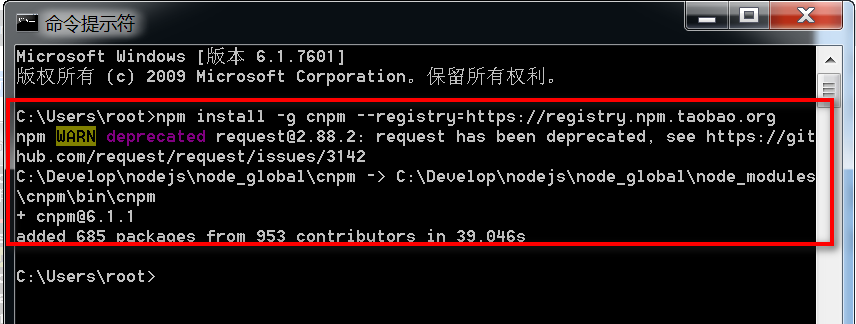 命令提示符
Microsoft Windows [版本 6.1.7601]
版权所有 (c) 2009 Microsoft Corporation。保留所有权利。
C:\Users\root>npm install -g cnpm --registry=https://registry.npm.taobao.org
npm WARN deprecated request@2.88.2: request has been deprecated, see https://git
hub.com/request/request/issues/3142
C:\Develop\nodejs\node_global\cnpm -> C:\Develop\nodejs\node_global\node_modules
\cnpm\bin\cnpm
+ cnpm@6.1.1
added 685 packages from 953 contributors in 39.046s
C:\Users\root>